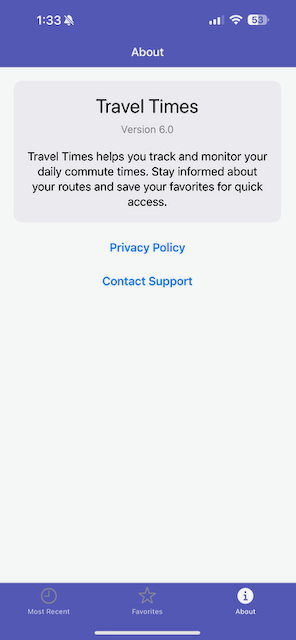 1:33
53
About
Travel Times
Version 6.0
Travel Times helps you track and monitor your
daily commute times. Stay informed about
your routes and save your favorites for quick
access.
Privacy Policy
Contact Support
Most Recent
Favorites
About